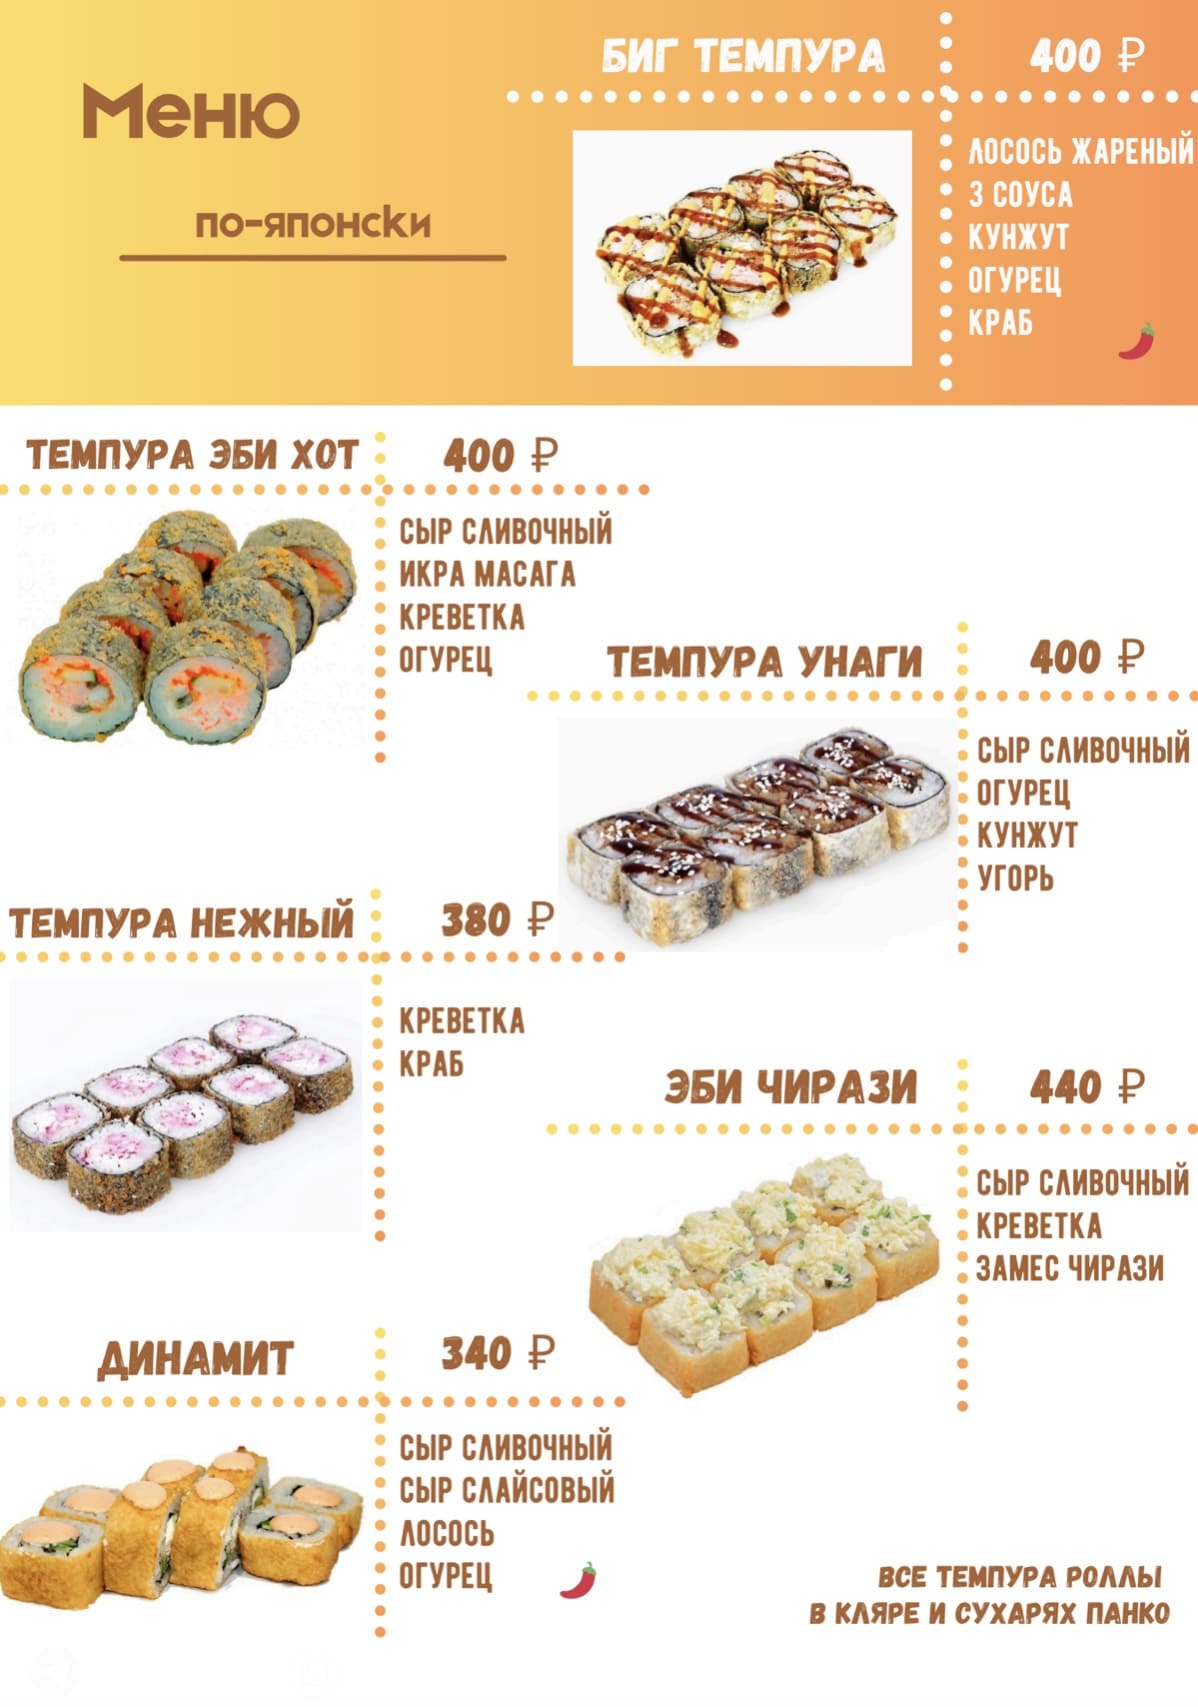 Меню
по-японски
БИГ ТЕМПУРА
400 ₽
ЛОСОСЬ ЖАРЕНЫЙ
3 СОУСА
КУНЖУТ
ОГУРЕЦ
КРАБ
ТЕМПУРА ЭБИ ХОТ
400 ₽
СЫР СЛИВОЧНЫЙ
ИКРА МАСАГА
КРЕВЕТКА
ОГУРЕЦ
ТЕМПУРА УНАГИ
400 ₽
СЫР СЛИВОЧНЫЙ
ОГУРЕЦ
КУНЖУТ
УГОРЬ
ТЕМПУРА НЕЖНЫЙ
380 ₽
КРЕВЕТКА
КРАБ
ЭБИ ЧИРАЗИ
440 ₽
СЫР СЛИВОЧНЫЙ
КРЕВЕТКА
ЗАМЕС ЧИРАЗИ
ДИНАМИТ
340 ₽
СЫР СЛИВОЧНЫЙ
СЫР СЛАЙСОВЫЙ
ЛОСОСЬ
ОГУРЕЦ
ВСЕ ТЕМПУРА РОЛЛЫ
В КЛЯРЕ И СУХАРЯХ ПАНКО